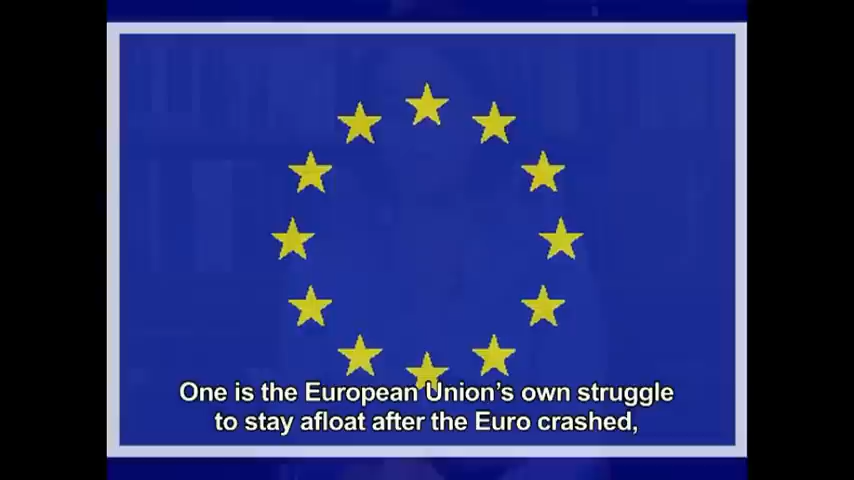 One is the European Union's own struggle
to stay afloat after the Euro crashed,